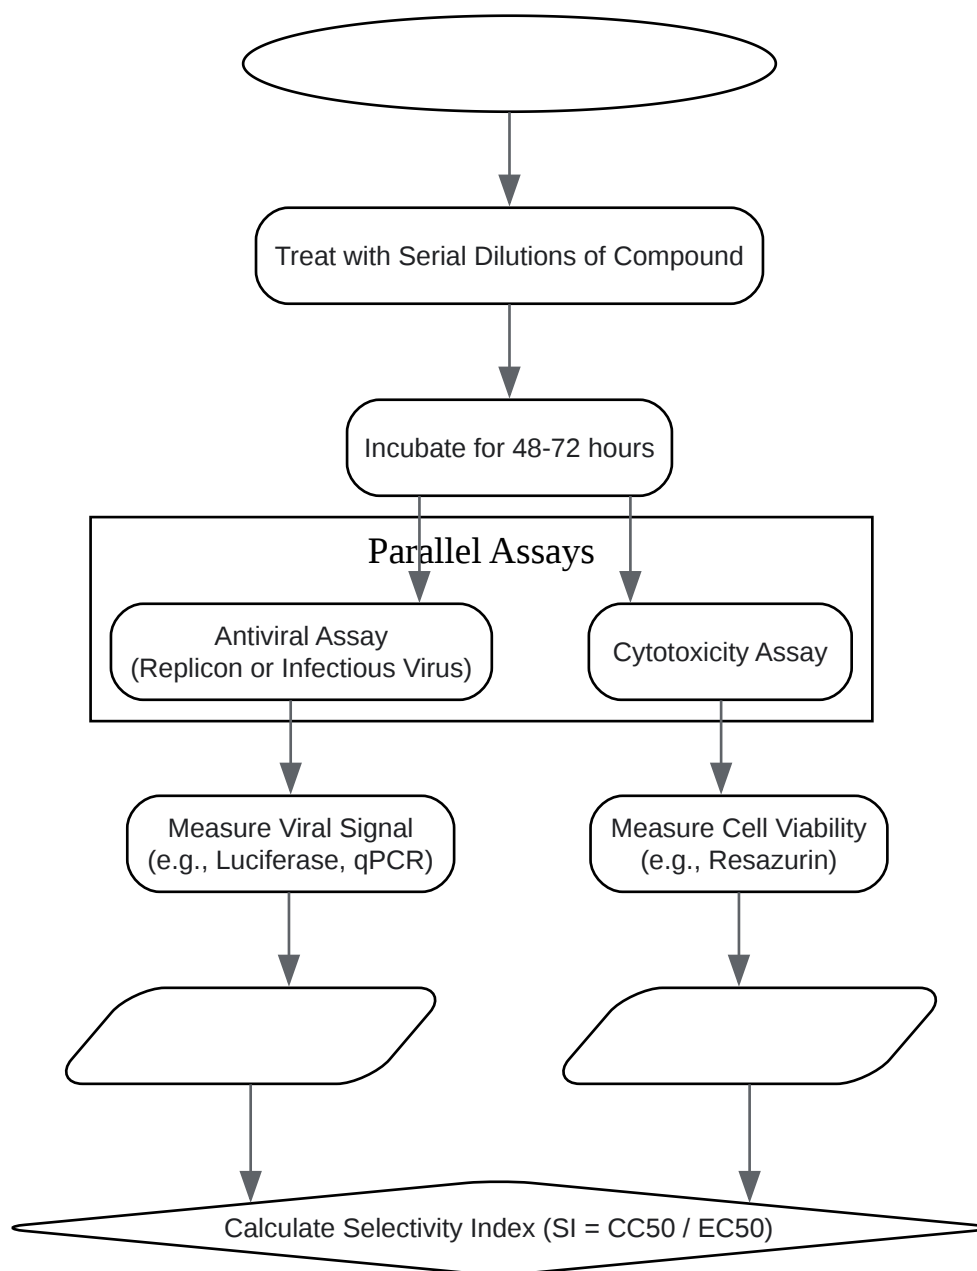 Treat with Serial Dilutions of Compound
Incubate for 48-72 hours
Parallel Assays
Antiviral Assay
(Replicon or Infectious Virus)
Cytotoxicity Assay
Measure Viral Signal
(e.g., Luciferase, qPCR)
Measure Cell Viability
(e.g., Resazurin)
Calculate Selectivity Index (SI = CC50 / EC50)